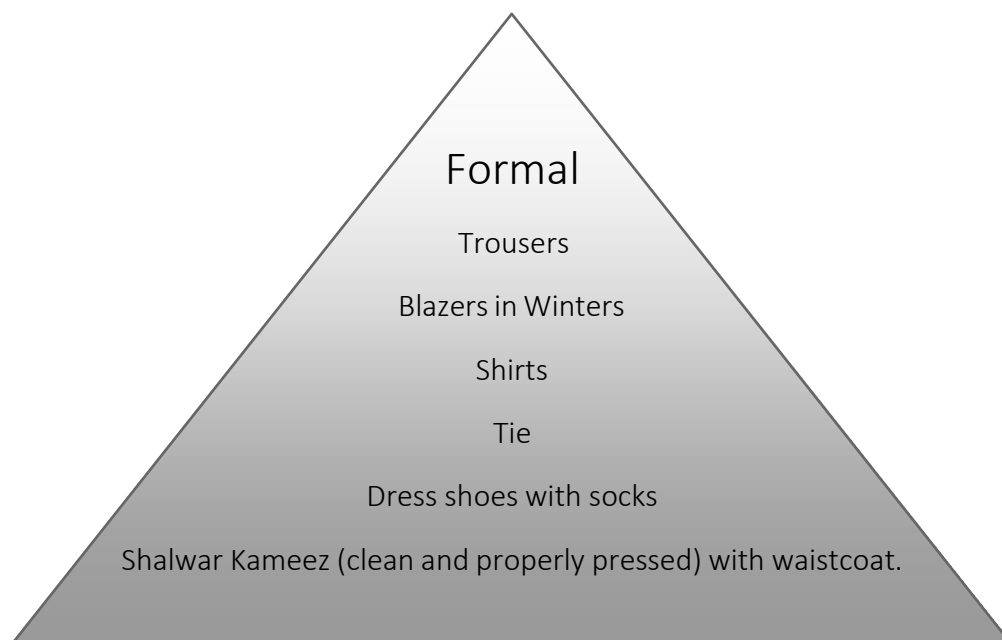 Formal
Trousers
Blazers in Winters
Shirts
Tie
Dress shoes with socks
Shalwar Kameez (clean and properly pressed) with waistcoat.